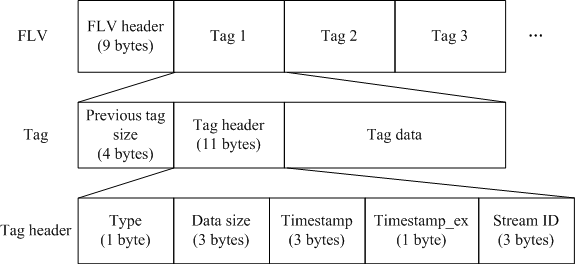 FLV
FLV header
(9 bytes)
Tag 1
Tag 2
Tag 3
...
Tag
Previous tag
size
(4 bytes)
Tag header
(11 bytes)
Tag data
Tag header
Type
(1 byte)
Data size
(3 bytes)
Timestamp
(3 bytes)
Timestamp_ex
(1 byte)
Stream ID
(3 bytes)